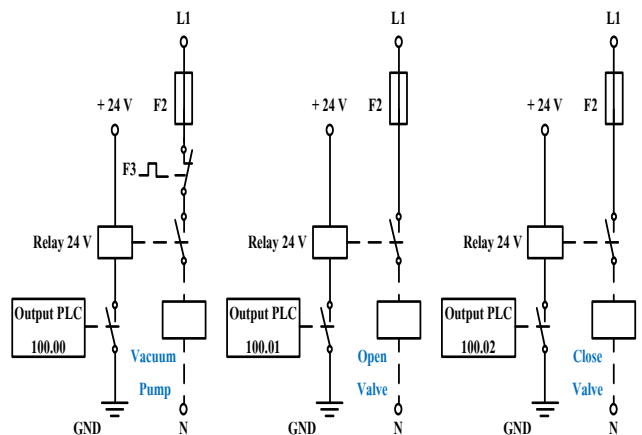 L1
+ 24 V
F2
F3
Relay 24 V
Output PLC
100.00
Vacuum
Pump
GND
N
L1
+ 24 V
F2
Relay 24 V
Output PLC
100.01
Open
Valve
GND
N
L1
+ 24 V
F2
Relay 24 V
Output PLC
100.02
Close
Valve
GND
N